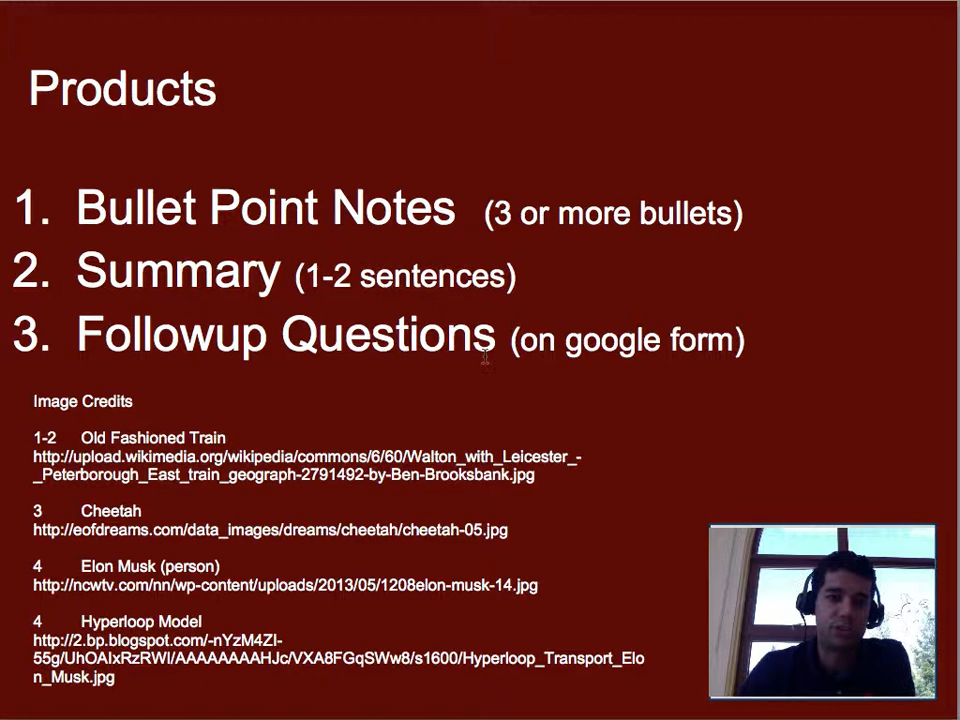 Products
1. Bullet Point Notes (3 or more bullets)
2. Summary (1-2 sentences)
3. Followup Questions (on google form)
Image Credits
1-2 Old Fashioned Train
http://upload.wikimedia.org/wikipedia/commons/6/60/Walton_with_Leicester_-
_Peterborough_East_train_geograph-2791492-by-Ben-Brooksbank.jpg
3 Cheetah
http://eofdreams.com/data_images/dreams/cheetah/cheetah-05.jpg
4 Elon Musk (person)
http://ncwtv.com/nn/wp-content/uploads/2013/05/1208elon-musk-14.jpg
4 Hyperloop Model
http://2.bp.blogspot.com/-nYzM4ZI-
55g/UhOAIxRzRWI/AAAAAAAAHJc/VXA8FGqSWw8/s1600/Hyperloop_Transport_Elo
n_Musk.jpg